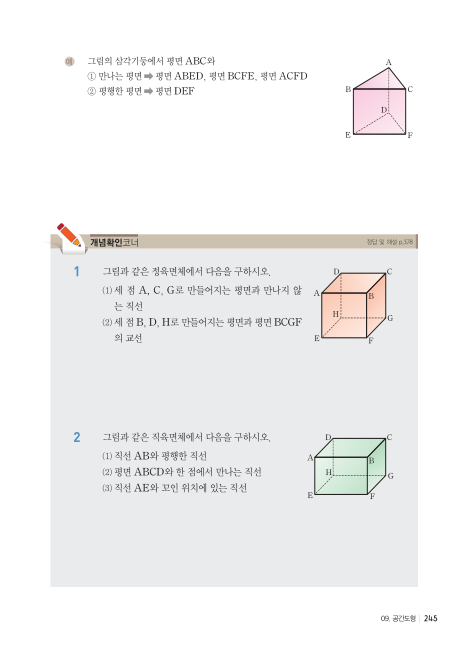 예 그림의 삼각기둥에서 평면 ABC와
① 만나는 평면 ➡ 평면 ABED, 평면 BCFE, 평면 ACFD
② 평행한 평면 ➡ 평면 DEF
A
B
C
D
E
F
개념확인코너
정답 및 해설 p.378
1 그림과 같은 정육면체에서 다음을 구하시오.
(1) 세 점 A, C, G로 만들어지는 평면과 만나지 않
는 직선
(2) 세 점 B, D, H로 만들어지는 평면과 평면 BCGF
의 교선
D
C
A
B
H
G
E
F
2 그림과 같은 직육면체에서 다음을 구하시오.
(1) 직선 AB와 평행한 직선
(2) 평면 ABCD와 한 점에서 만나는 직선
(3) 직선 AE와 꼬인 위치에 있는 직선
D
C
A
B
H
G
E
F
09. 공간도형 | 245